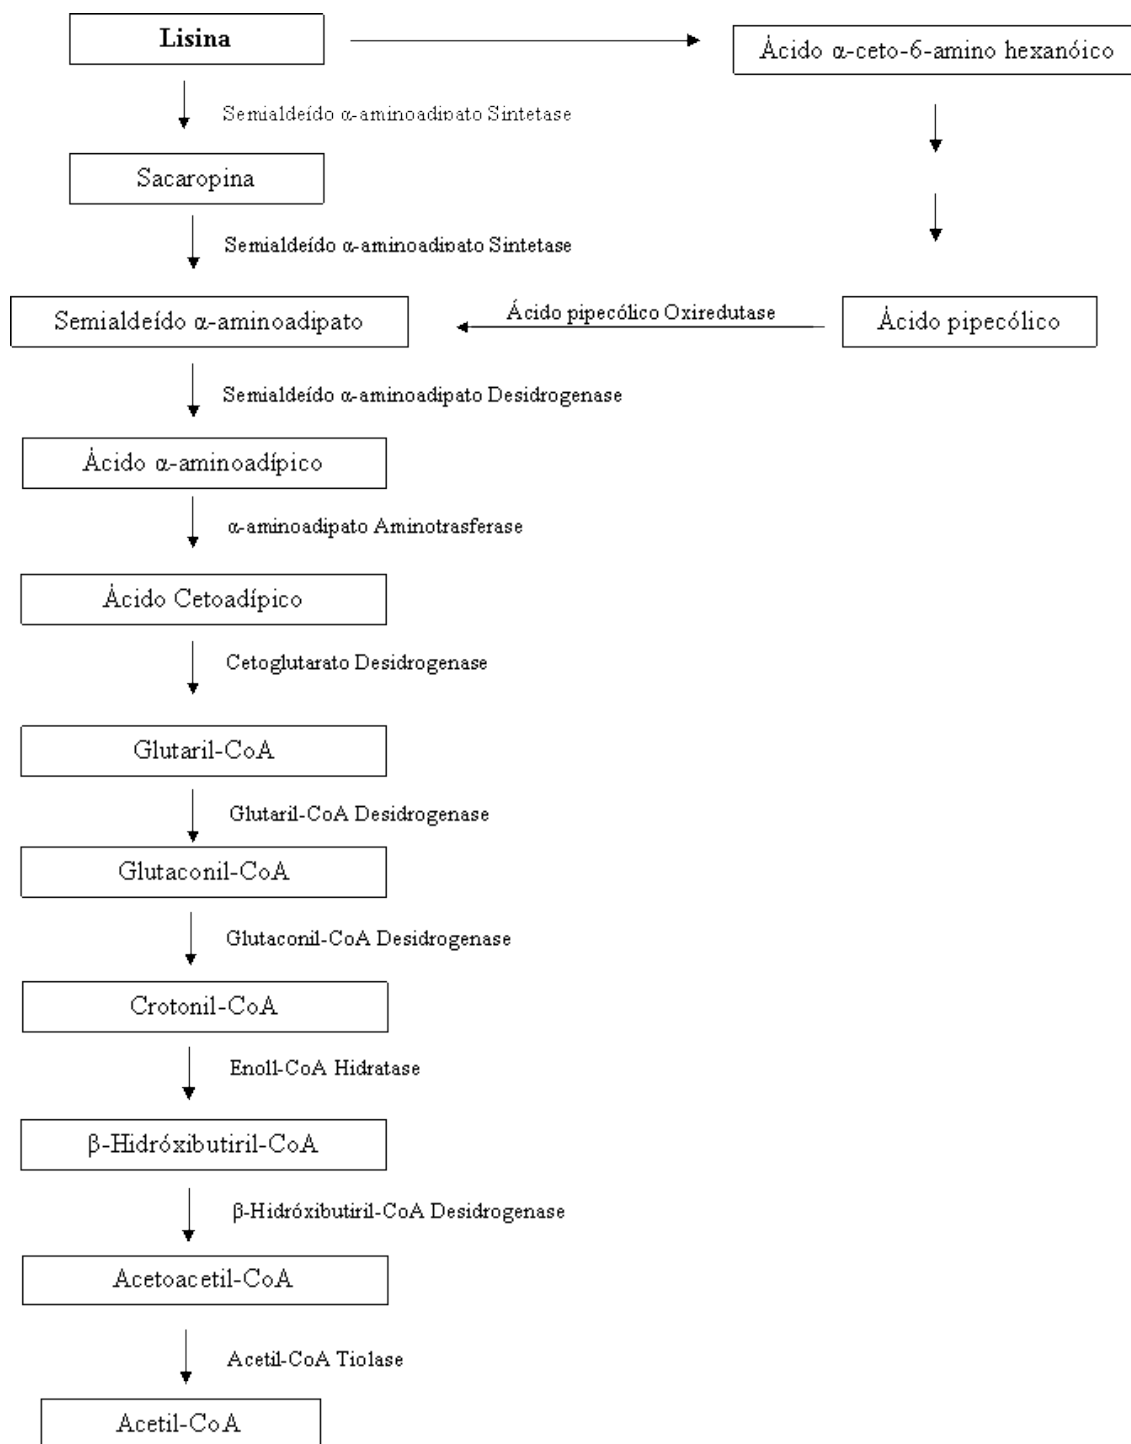 Lisina
Ácido α-ceto-6-amino hexanóico
Semialdeído α-aminoadipato Sintetase
Sacaropina
Semialdeído α-aminoadipato Sintetase
Semialdeído α-aminoadipato
Ácido pipecólico Oxiredutase
Ácido pipecólico
Semialdeído α-aminoadipato Desidrogenase
Ácido α-aminoadípico
α-aminoadipato Aminotrasferase
Ácido Cetoadípico
Cetoglutarato Desidrogenase
Glutaril-CoA
Glutaril-CoA Desidrogenase
Glutaconil-CoA
Glutaconil-CoA Desidrogenase
Crotonil-CoA
Enoll-CoA Hidratase
β-Hidróxibutiril-CoA
β-Hidróxibutiril-CoA Desidrogenase
Acetoacetil-CoA
Acetil-CoA Tiolase
Acetil-CoA